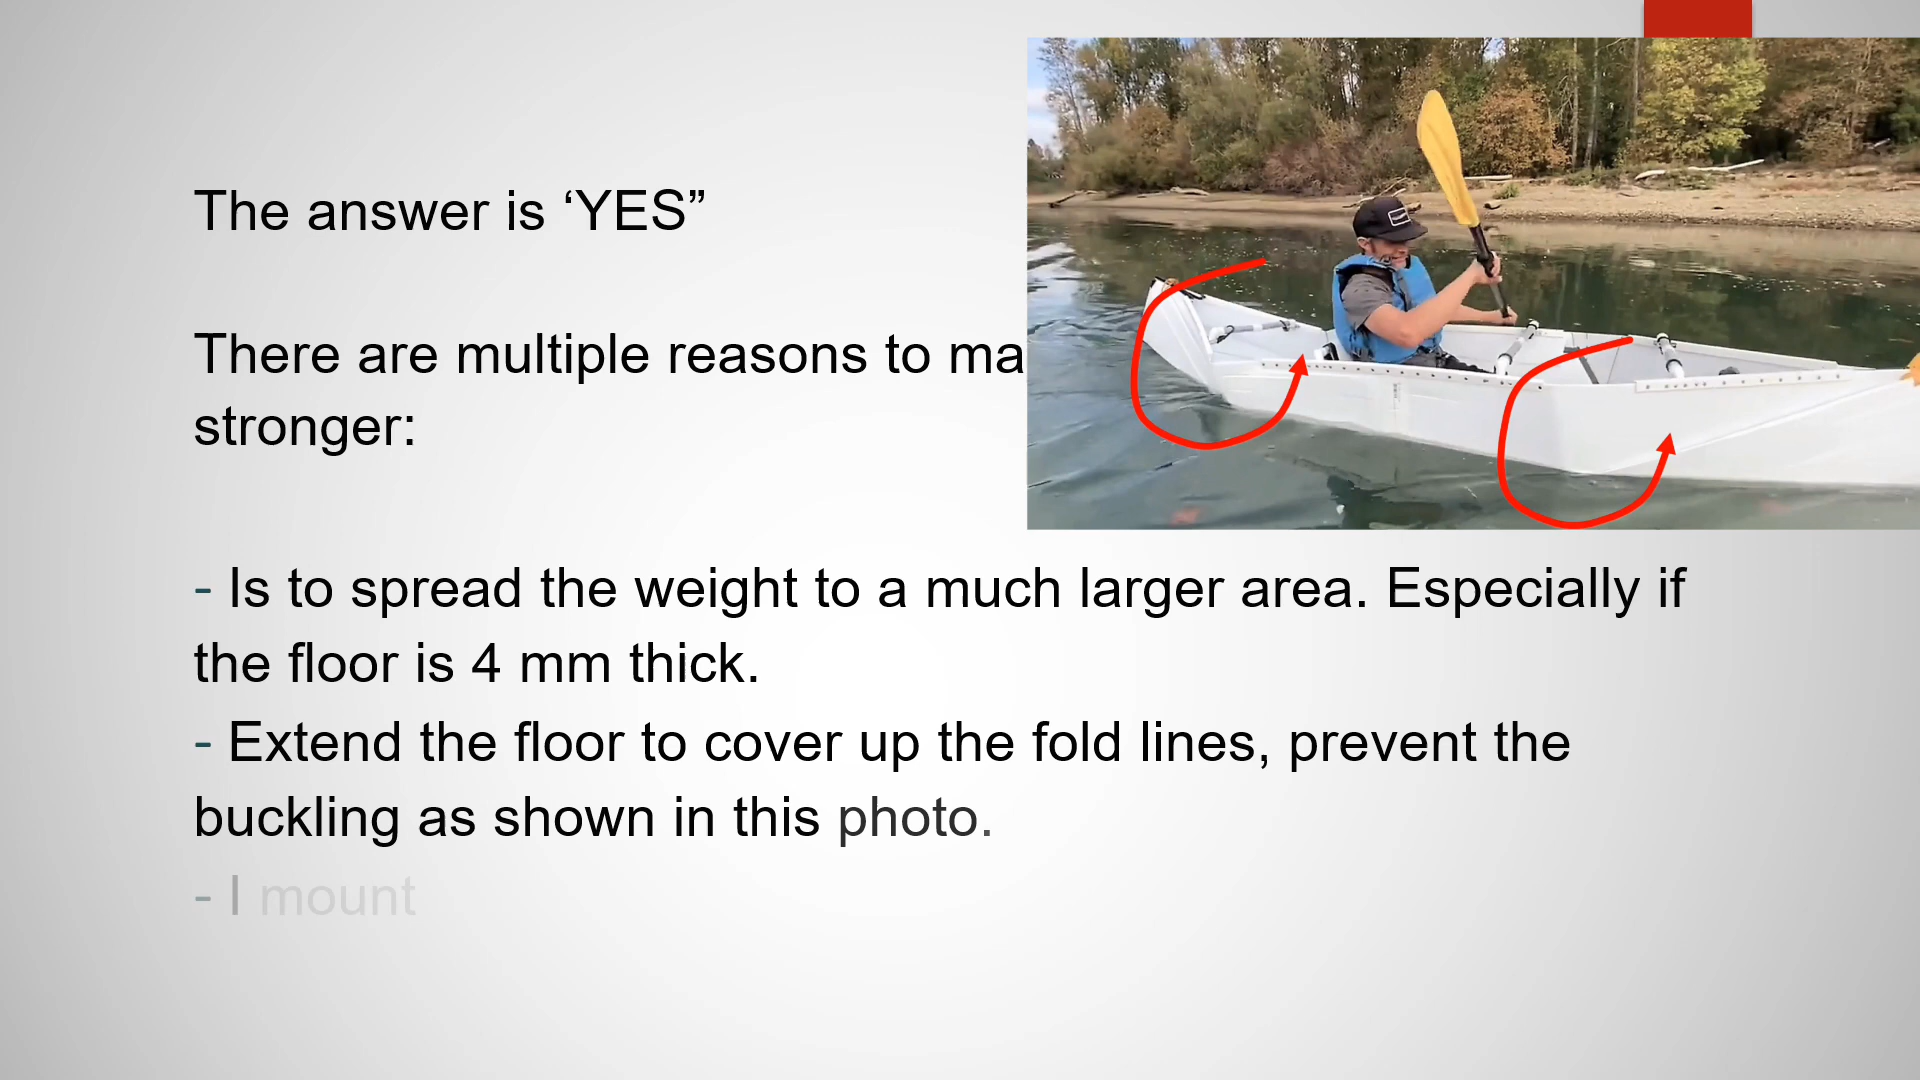 The answer is ‘YES”
There are multiple reasons to ma
stronger:
- Is to spread the weight to a much larger area. Especially if
the floor is 4 mm thick.
- Extend the floor to cover up the fold lines, prevent the
buckling as shown in this photo.
- I mount